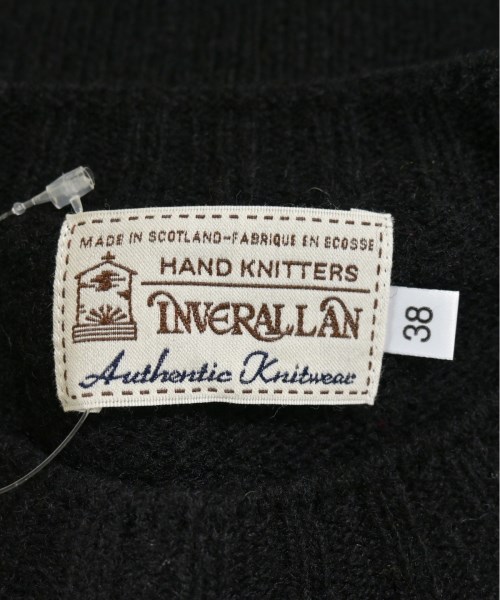 MADE IN SCOTLAND-FABRIQUE EN ECOSSE
HAND KNITTERS
INVERALLAN
Authentic Knitwear
38